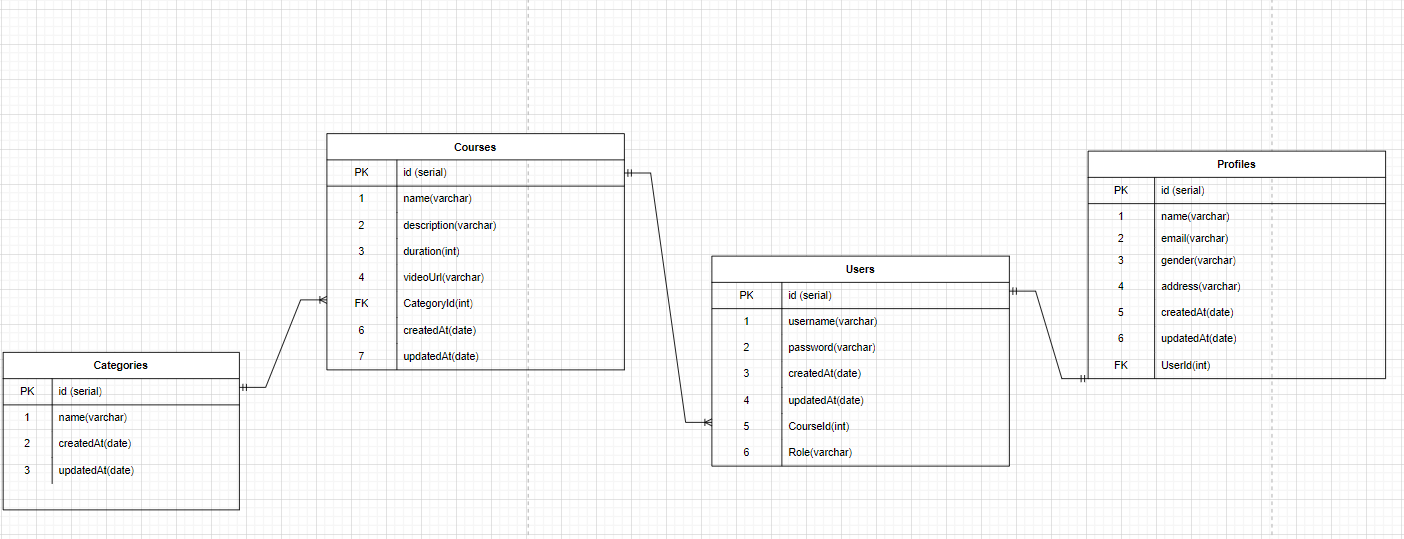 Courses
PK id (serial)
1 name(varchar)
2 description(varchar)
3 duration(int)
4 videoUrl(varchar)
FK CategoryId(int)
6 createdAt(date)
7 updatedAt(date)
Profiles
PK id (serial)
1 name(varchar)
2 email(varchar)
3 gender(varchar)
4 address(varchar)
5 createdAt(date)
6 updatedAt(date)
FK UserId(int)
Users
PK id (serial)
1 username(varchar)
2 password(varchar)
3 createdAt(date)
4 updatedAt(date)
5 CourseId(int)
6 Role(varchar)
Categories
PK id (serial)
1 name(varchar)
2 createdAt(date)
3 updatedAt(date)